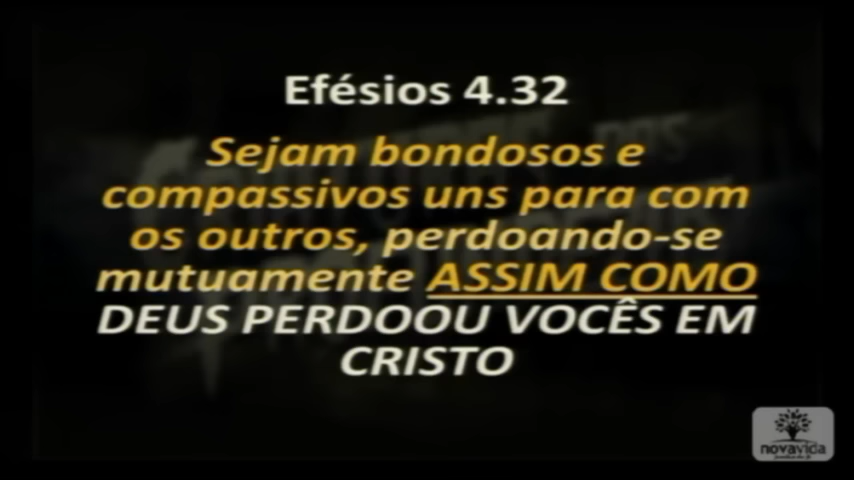 Efésios 4.32
Sejam bondosos e
compassivos uns para com
os outros, perdoando-se
mutuamente ASSIM COMO
DEUS PERDOOU VOCÊS EM
CRISTO
novavida